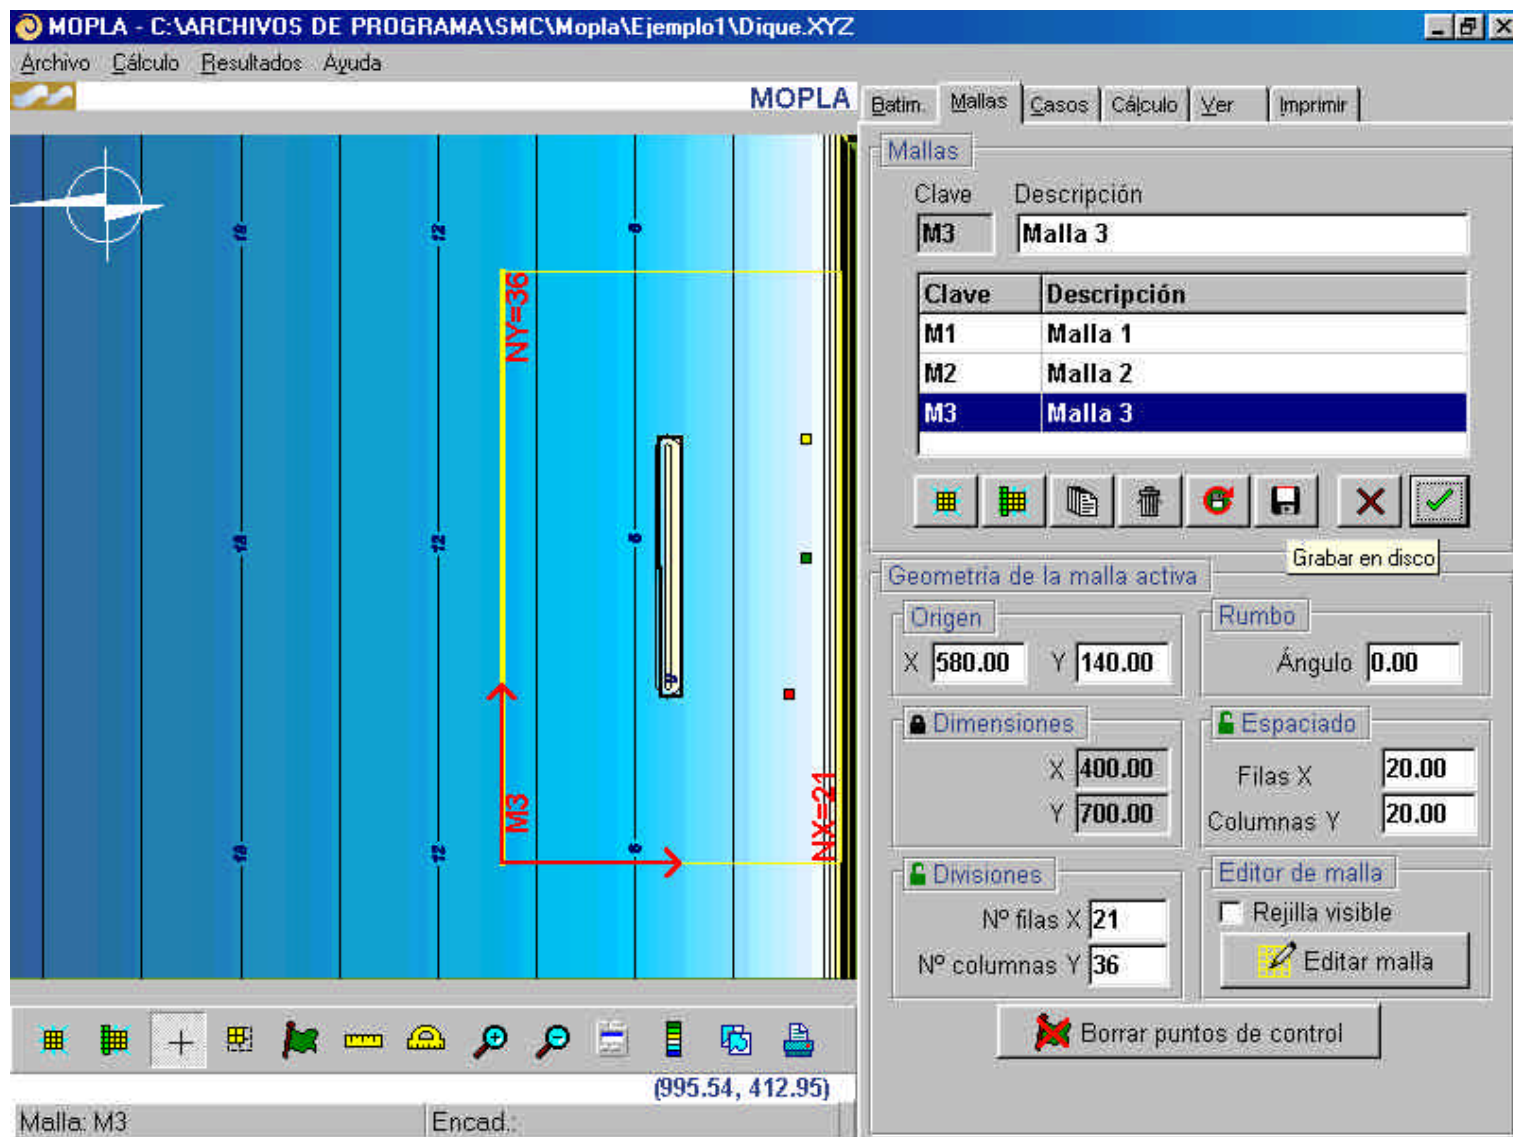 MOPLA - C:\ARCHIVOS DE PROGRAMA\SMC\Mopla\Ejemplo1\Dique.XYZ
Archivo Cálculo Resultados Ayuda
MOPLA
Batim. Mallas Casos Cálculo Ver Imprimir
Mallas
Clave Descripción
M3 Malla 3
Clave Descripción
M1 Malla 1
M2 Malla 2
M3 Malla 3
Grabar en disco
Geometría de la malla activa
Origen
X 580.00 Y 140.00
Rumbo
Ángulo 0.00
Dimensiones
X 400.00
Y 700.00
Espaciado
Filas X 20.00
Columnas Y 20.00
Divisiones
Nº filas X 21
Nº columnas Y 36
Editor de malla
Rejilla visible
Editar malla
Borrar puntos de control
18 12 6
NY=36
18 12 6
M3
NX=21
18 12 6
(995.54, 412.95)
Malla: M3 Encad.: